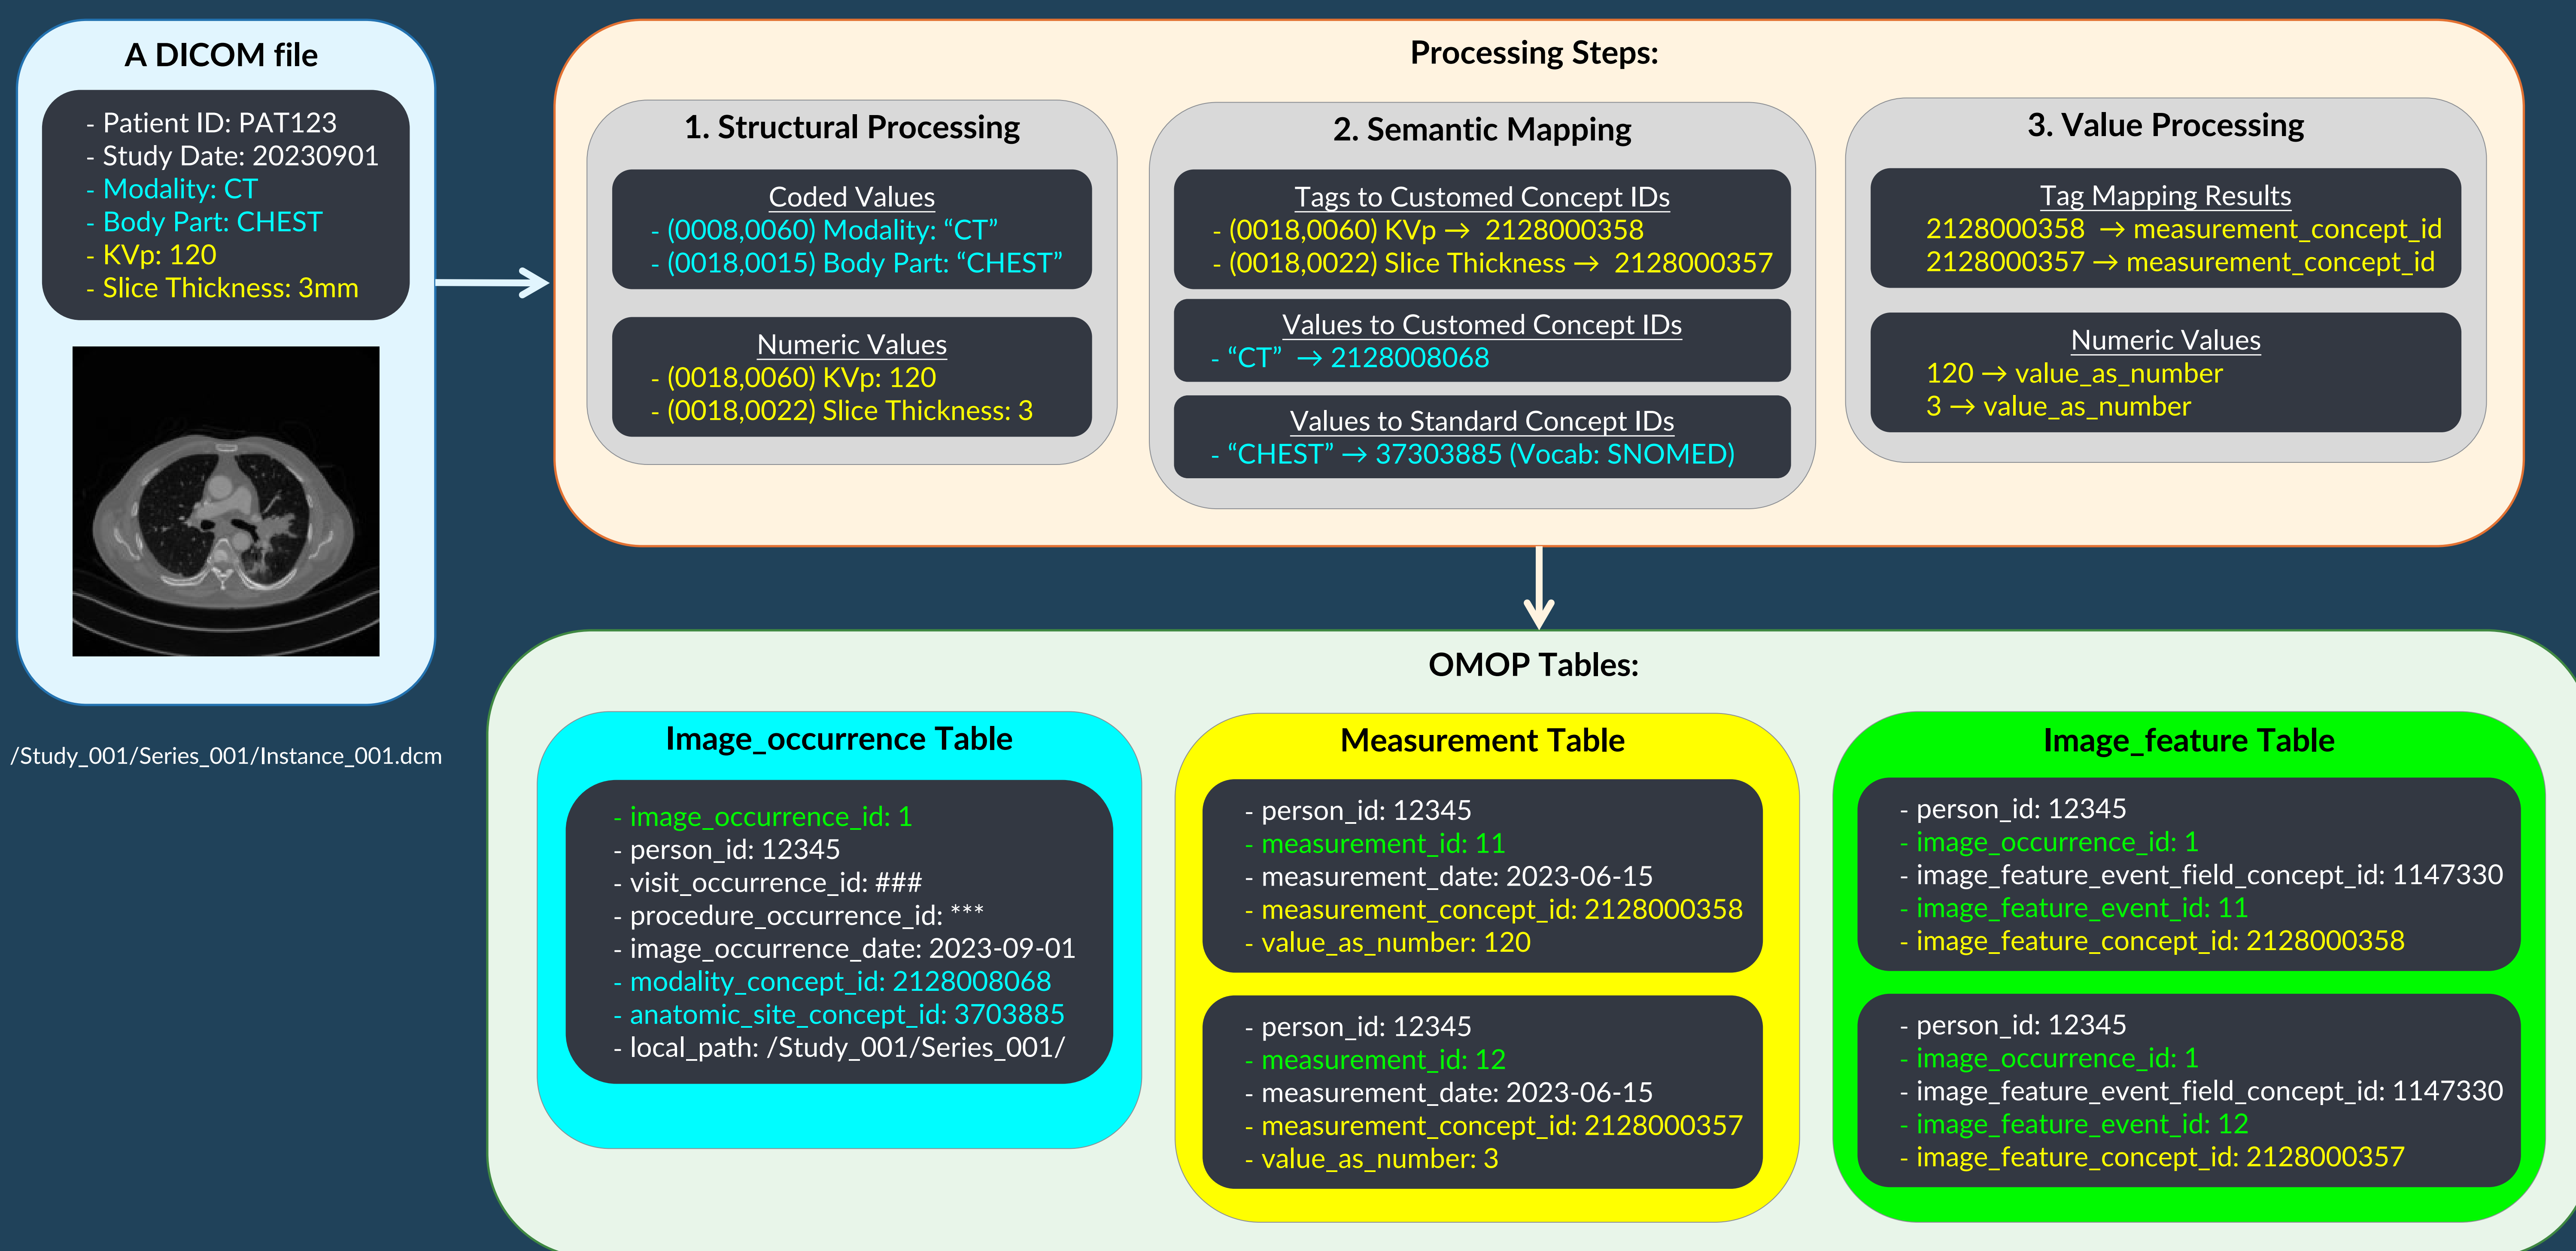 A DICOM file
- Patient ID: PAT123
- Study Date: 20230901
- Modality: CT
- Body Part: CHEST
- KVp: 120
- Slice Thickness: 3mm
/Study_001/Series_001/Instance_001.dcm
Processing Steps:
1. Structural Processing
Coded Values
- (0008,0060) Modality: “CT”
- (0018,0015) Body Part: “CHEST”
Numeric Values
- (0018,0060) KVp: 120
- (0018,0022) Slice Thickness: 3
2. Semantic Mapping
Tags to Customed Concept IDs
- (0018,0060) KVp → 2128000358
- (0018,0022) Slice Thickness → 2128000357
Values to Customed Concept IDs
- “CT” → 2128008068
Values to Standard Concept IDs
- “CHEST” → 37303885 (Vocab: SNOMED)
3. Value Processing
Tag Mapping Results
2128000358 → measurement_concept_id
2128000357 → measurement_concept_id
Numeric Values
120 → value_as_number
3 → value_as_number
OMOP Tables:
Image_occurrence Table
- image_occurrence_id: 1
- person_id: 12345
- visit_occurrence_id: ###
- procedure_occurrence_id: ***
- image_occurrence_date: 2023-09-01
- modality_concept_id: 2128008068
- anatomic_site_concept_id: 3703885
- local_path: /Study_001/Series_001/
Measurement Table
- person_id: 12345
- measurement_id: 11
- measurement_date: 2023-06-15
- measurement_concept_id: 2128000358
- value_as_number: 120
- person_id: 12345
- measurement_id: 12
- measurement_date: 2023-06-15
- measurement_concept_id: 2128000357
- value_as_number: 3
Image_feature Table
- person_id: 12345
- image_occurrence_id: 1
- image_feature_event_field_concept_id: 1147330
- image_feature_event_id: 11
- image_feature_concept_id: 2128000358
- person_id: 12345
- image_occurrence_id: 1
- image_feature_event_field_concept_id: 1147330
- image_feature_event_id: 12
- image_feature_concept_id: 2128000357